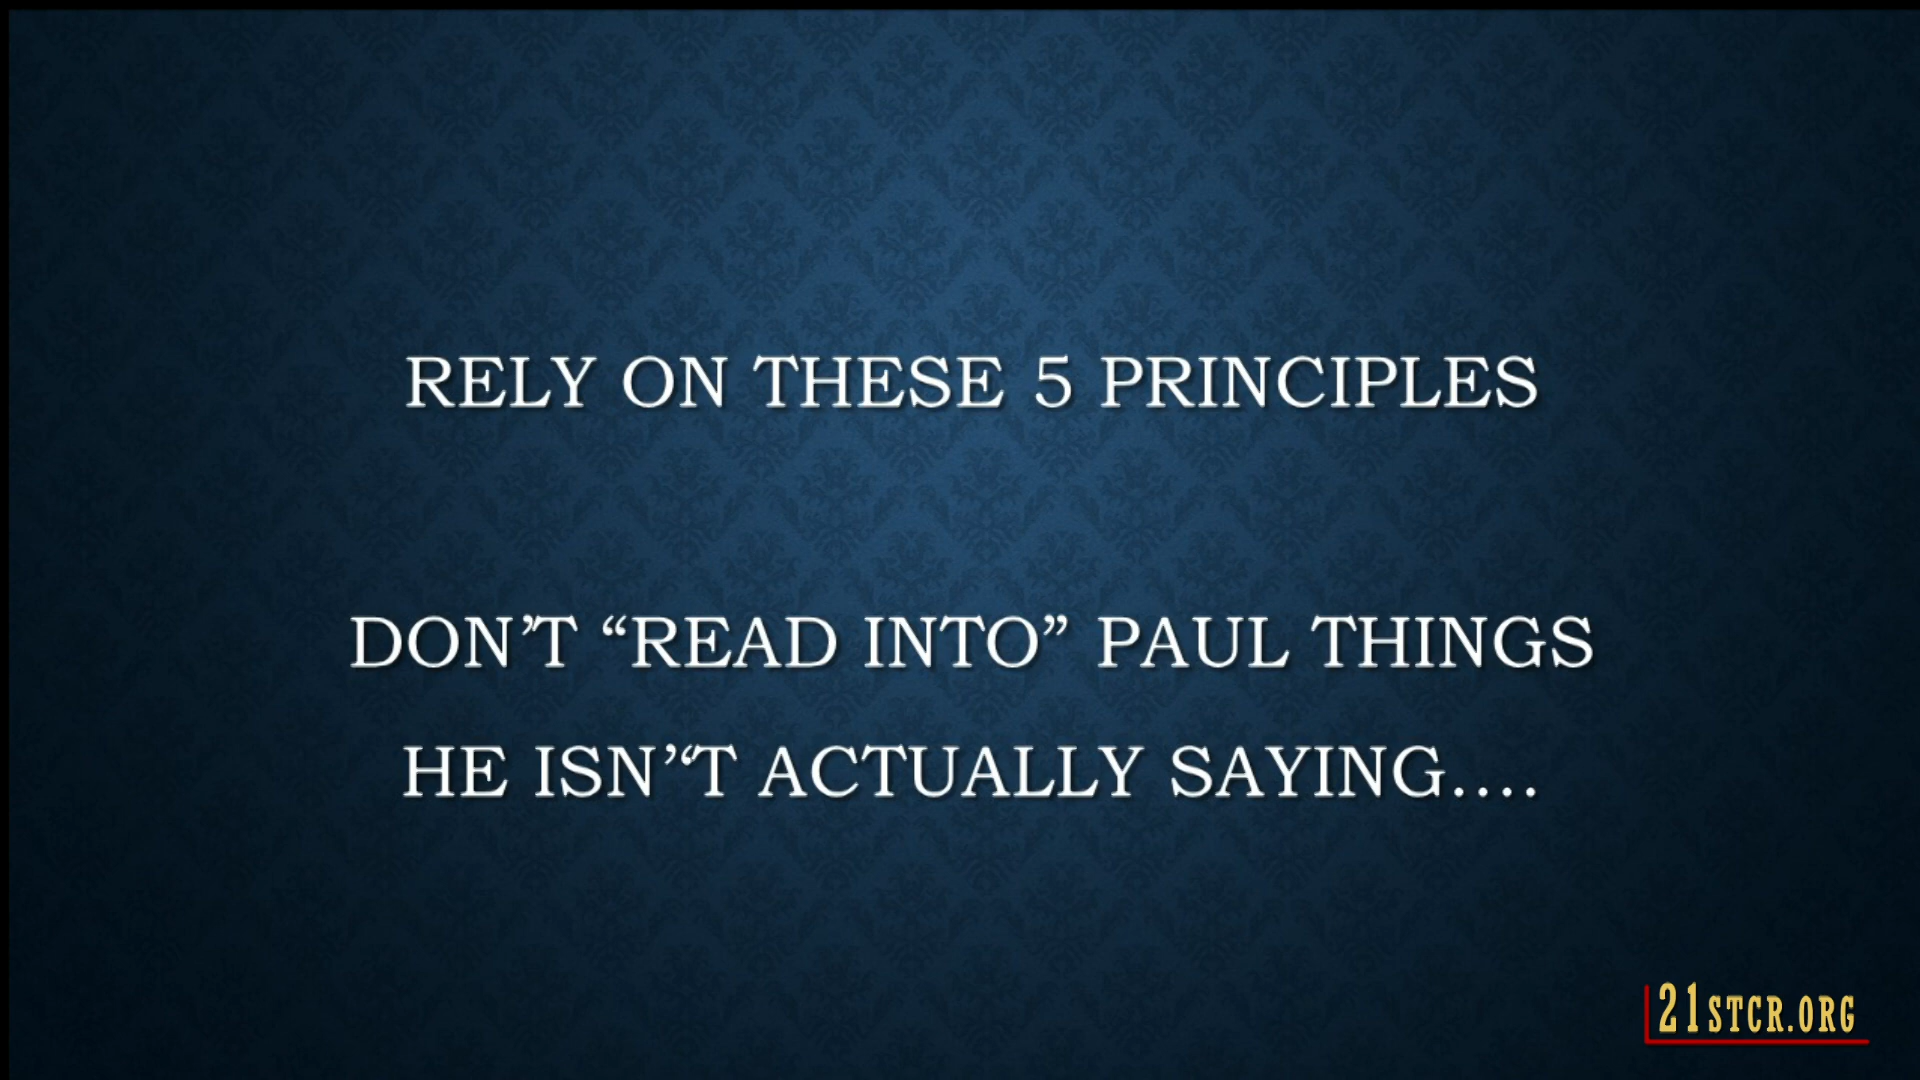 RELY ON THESE 5 PRINCIPLES
DON’T “READ INTO” PAUL THINGS
HE ISN’“T ACTUALLY SAYING....
21STCR.ORG